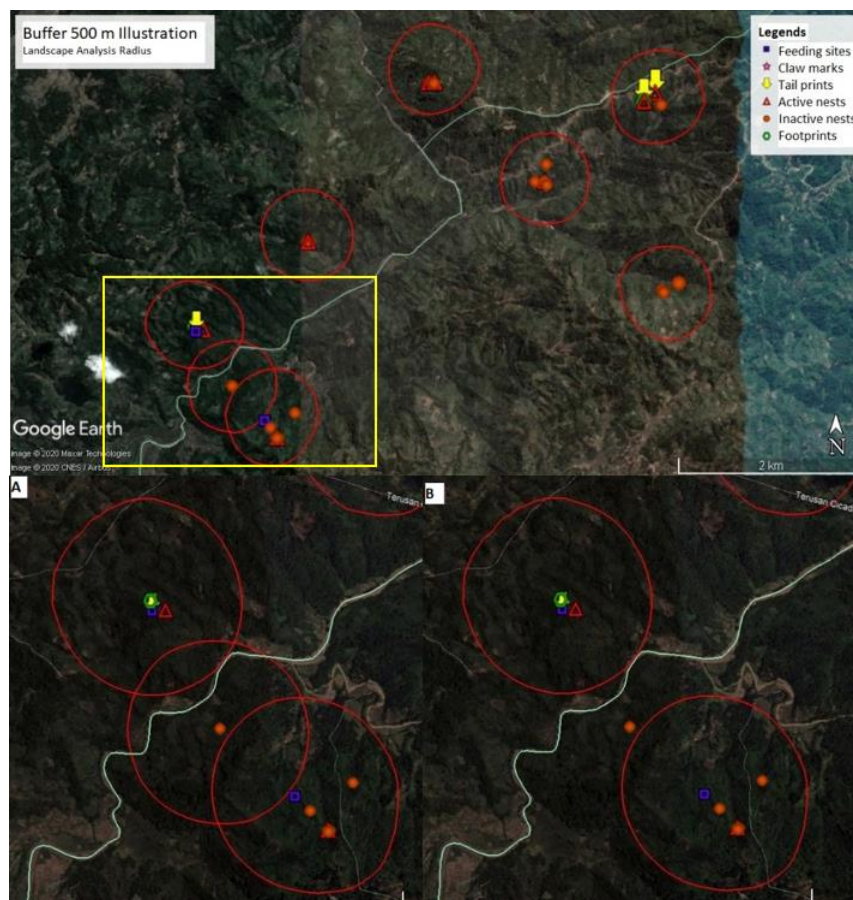 Buffer 500 m Illustration
Landscape Analysis Radius
Legends
Feeding sites
Claw marks
Tail prints
Active nests
Inactive nests
Footprints
Google Earth
Image © 2020 Maxar Technologies
Image © 2020 CNES / Airbus
N
2 km
A
Terusan
B
Terusan Cicad